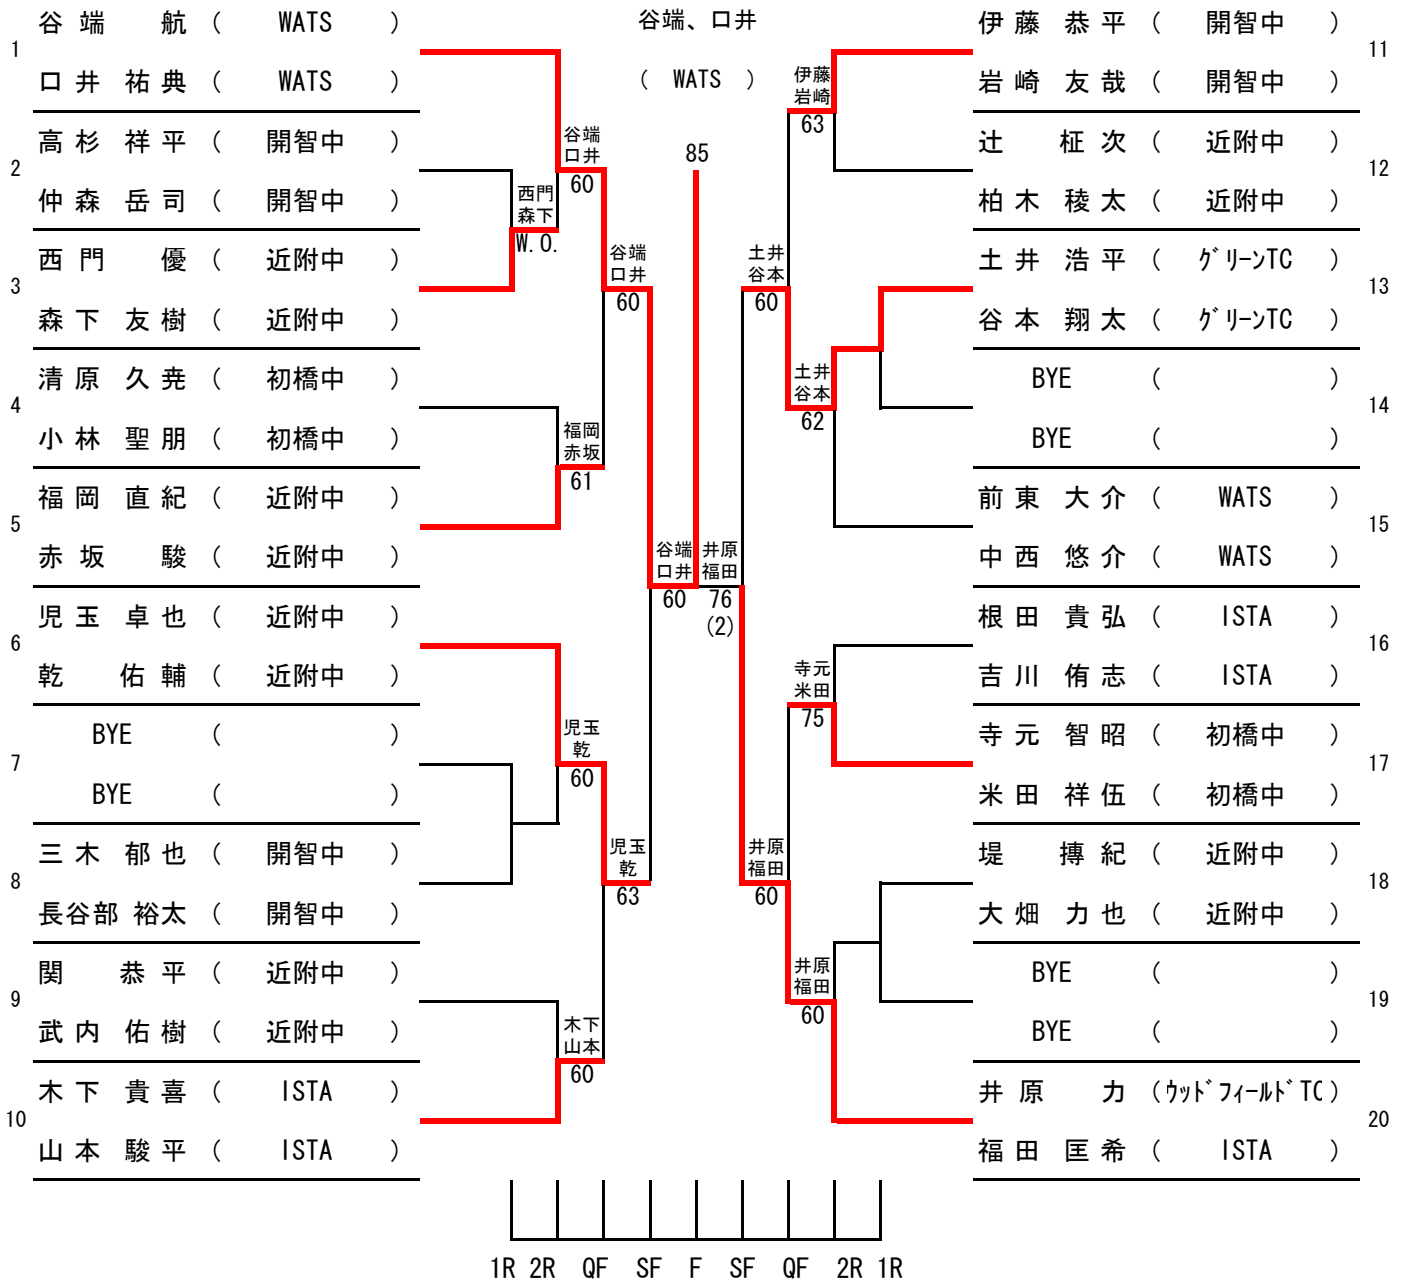 谷端、口井
( WATS )
85
1 谷端 航 ( WATS )
口井 祐典 ( WATS )
2 高杉 祥平 ( 開智中 )
仲森 岳司 ( 開智中 )
3 西門 優 ( 近附中 )
森下 友樹 ( 近附中 )
4 清原 久尭 ( 初橋中 )
小林 聖朋 ( 初橋中 )
5 福岡 直紀 ( 近附中 )
赤坂 駿 ( 近附中 )
6 児玉 卓也 ( 近附中 )
乾 佑輔 ( 近附中 )
7 BYE ( )
BYE ( )
8 三木 郁也 ( 開智中 )
長谷部 裕太 ( 開智中 )
9 関 恭平 ( 近附中 )
武内 佑樹 ( 近附中 )
10 木下 貴喜 ( ISTA )
山本 駿平 ( ISTA )
西門
森下
W.O.
谷端
口井
60
福岡
赤坂
61
児玉
乾
60
木下
山本
60
谷端
口井
60
児玉
乾
63
谷端
口井
60
井原
福田
76
(2)
土井
谷本
60
井原
福田
60
伊藤
岩崎
63
土井
谷本
62
寺元
米田
75
井原
福田
60
伊藤 恭平 ( 開智中 ) 11
岩崎 友哉 ( 開智中 )
辻 柾次 ( 近附中 ) 12
柏木 稜太 ( 近附中 )
土井 浩平 ( グリーンTC ) 13
谷本 翔太 ( グリーンTC )
BYE ( ) 14
BYE ( )
前東 大介 ( WATS ) 15
中西 悠介 ( WATS )
根田 貴弘 ( ISTA ) 16
吉川 侑志 ( ISTA )
寺元 智昭 ( 初橋中 ) 17
米田 祥伍 ( 初橋中 )
堤 摶紀 ( 近附中 ) 18
大畑 力也 ( 近附中 )
BYE ( ) 19
BYE ( )
井原 力 (ウッドフィールドTC) 20
福田 匡希 ( ISTA )
1R 2R QF SF F SF QF 2R 1R